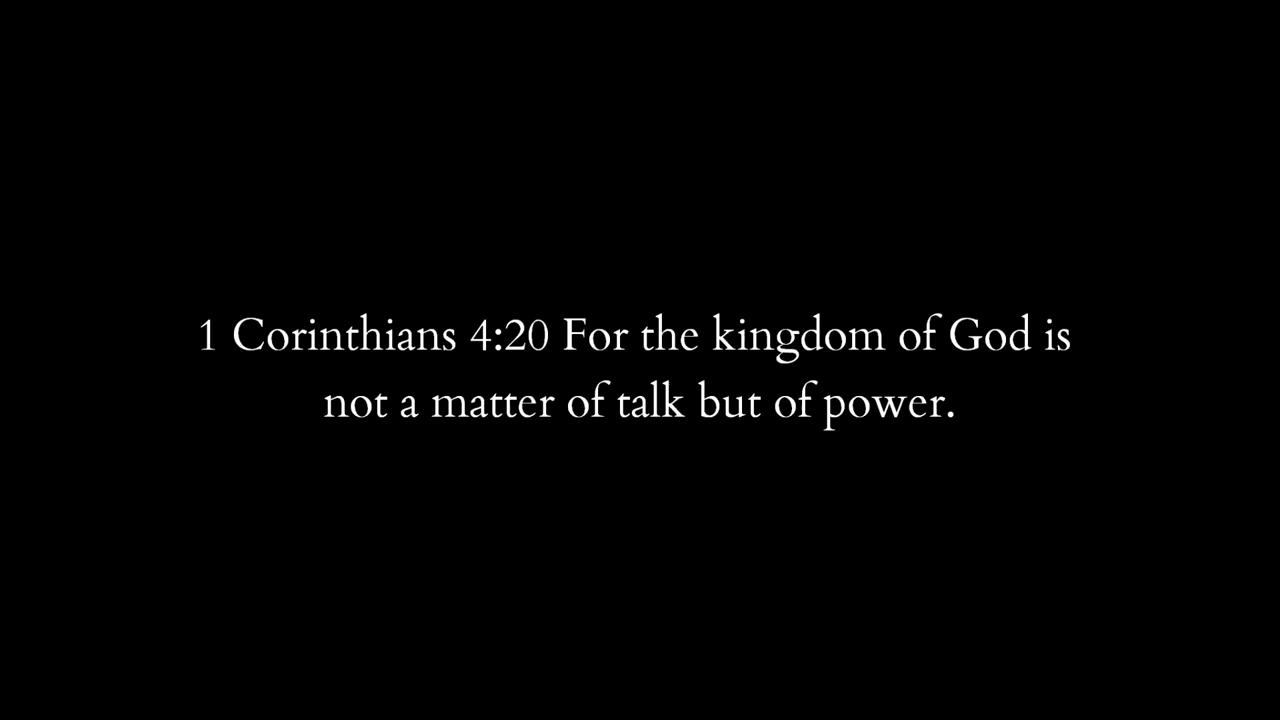 1 Corinthians 4:20 For the kingdom of God is
not a matter of talk but of power.